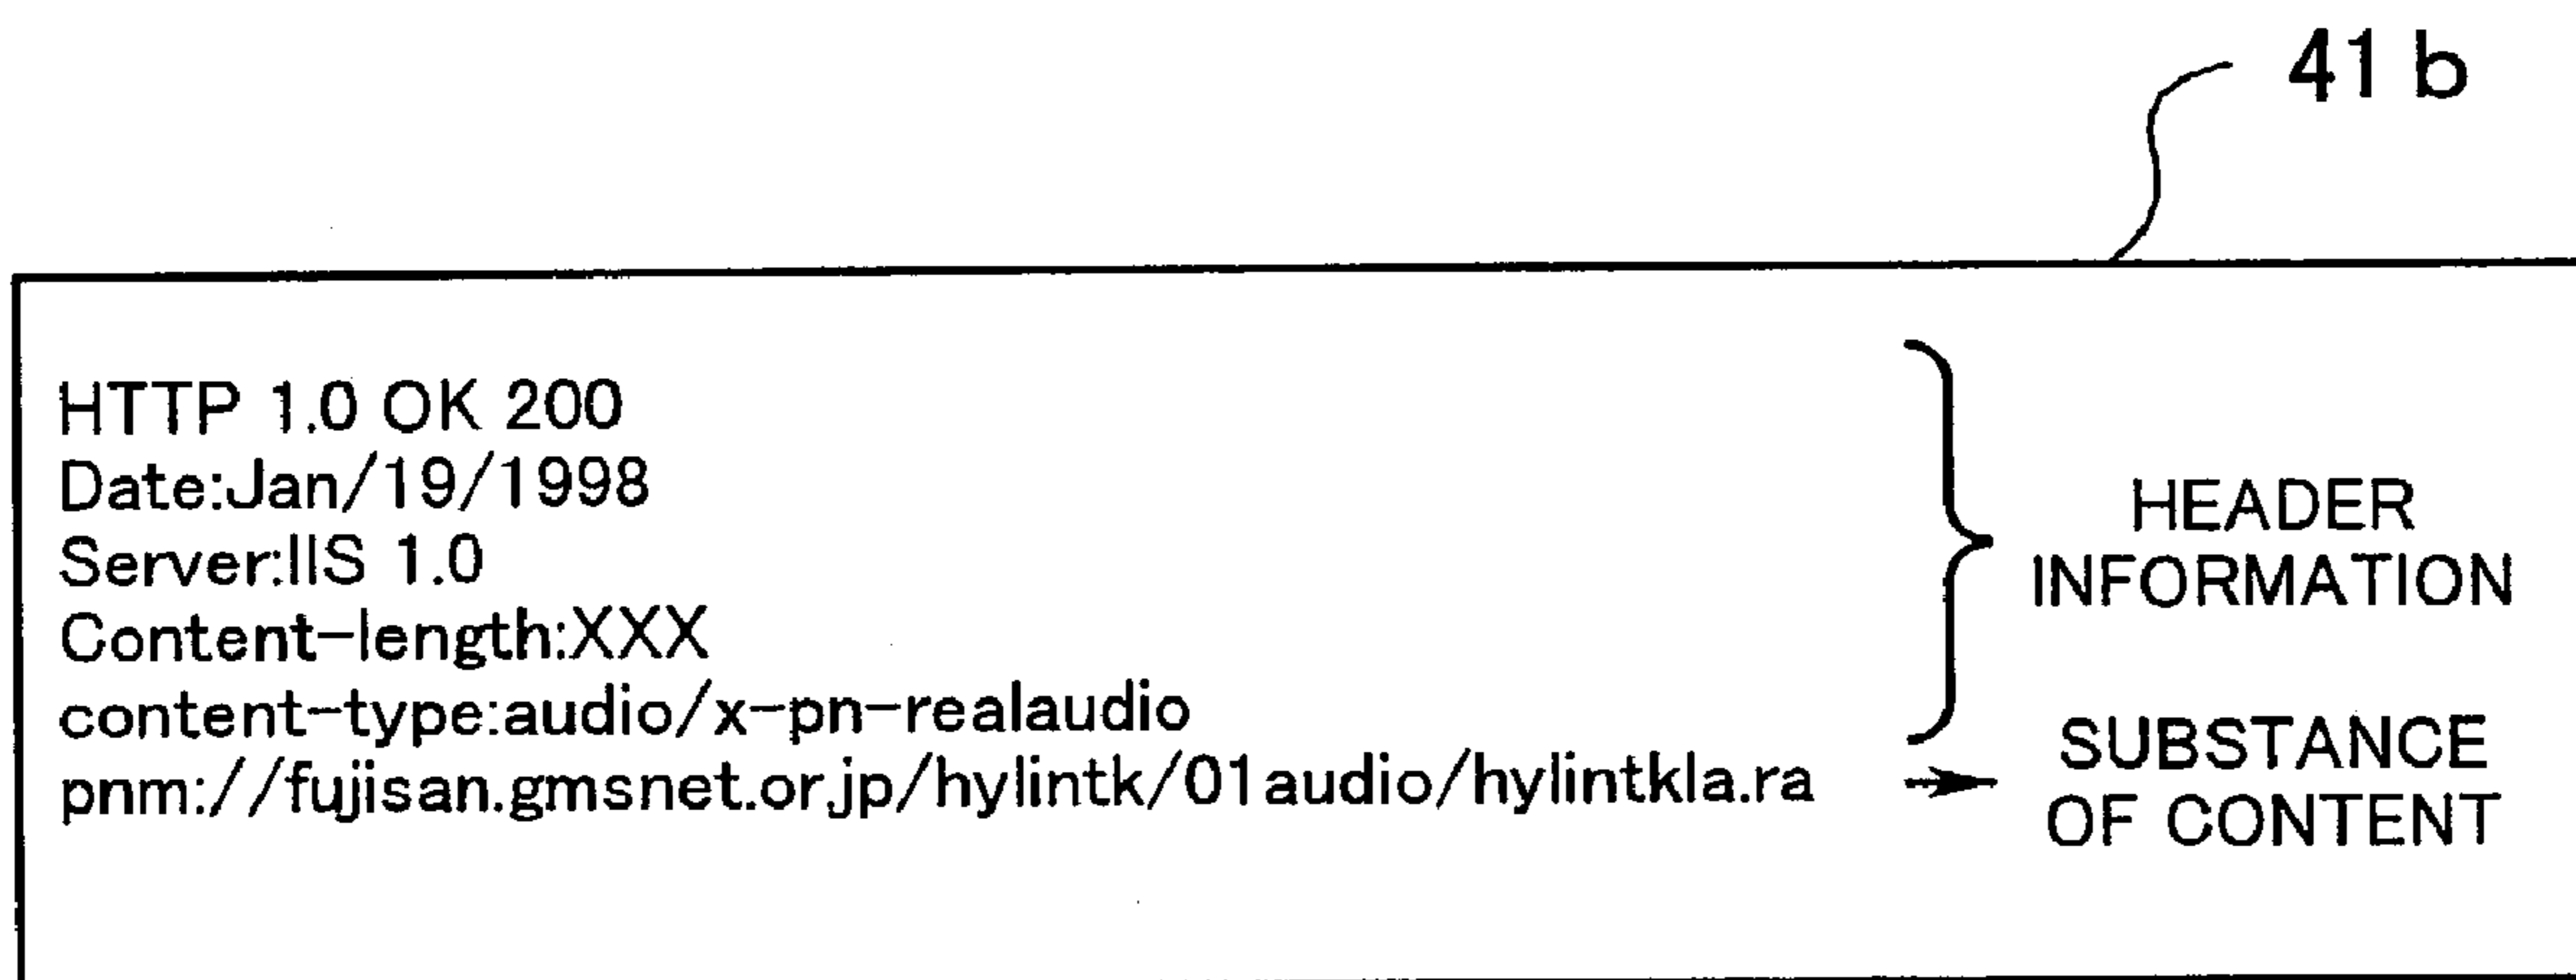 41 b
HTTP 1.0 OK 200
Date:Jan/19/1998
Server:IIS 1.0
Content-length:XXX
content-type:audio/x-pn-realaudio
pnm://fujisan.gmsnet.or.jp/hylintk/01audio/hylintkla.ra
HEADER
INFORMATION
SUBSTANCE
OF CONTENT